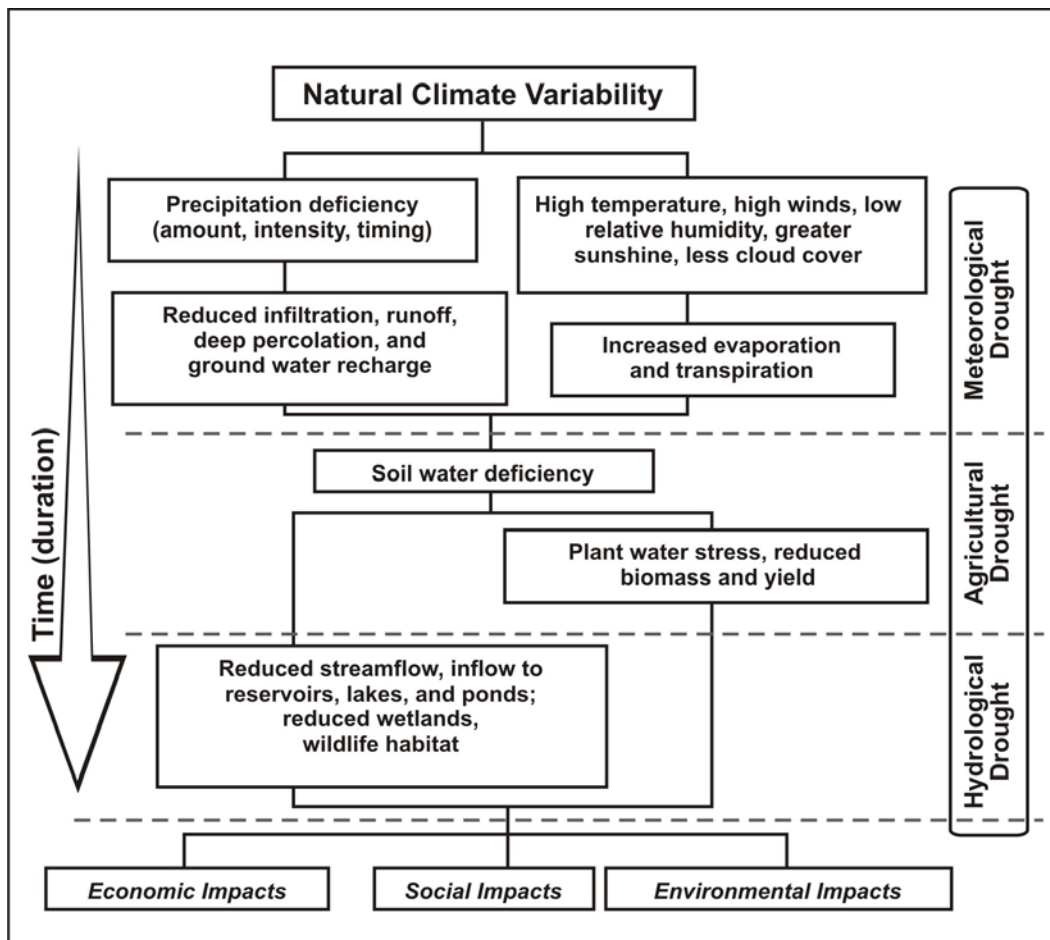 Natural Climate Variability
Precipitation deficiency
(amount, intensity, timing)
High temperature, high winds, low
relative humidity, greater
sunshine, less cloud cover
Reduced infiltration, runoff,
deep percolation, and
ground water recharge
Increased evaporation
and transpiration
Meteorological
Drought
Time (duration)
Soil water deficiency
Plant water stress, reduced
biomass and yield
Agricultural
Drought
Reduced streamflow, inflow to
reservoirs, lakes, and ponds;
reduced wetlands,
wildlife habitat
Hydrological
Drought
Economic Impacts
Social Impacts
Environmental Impacts